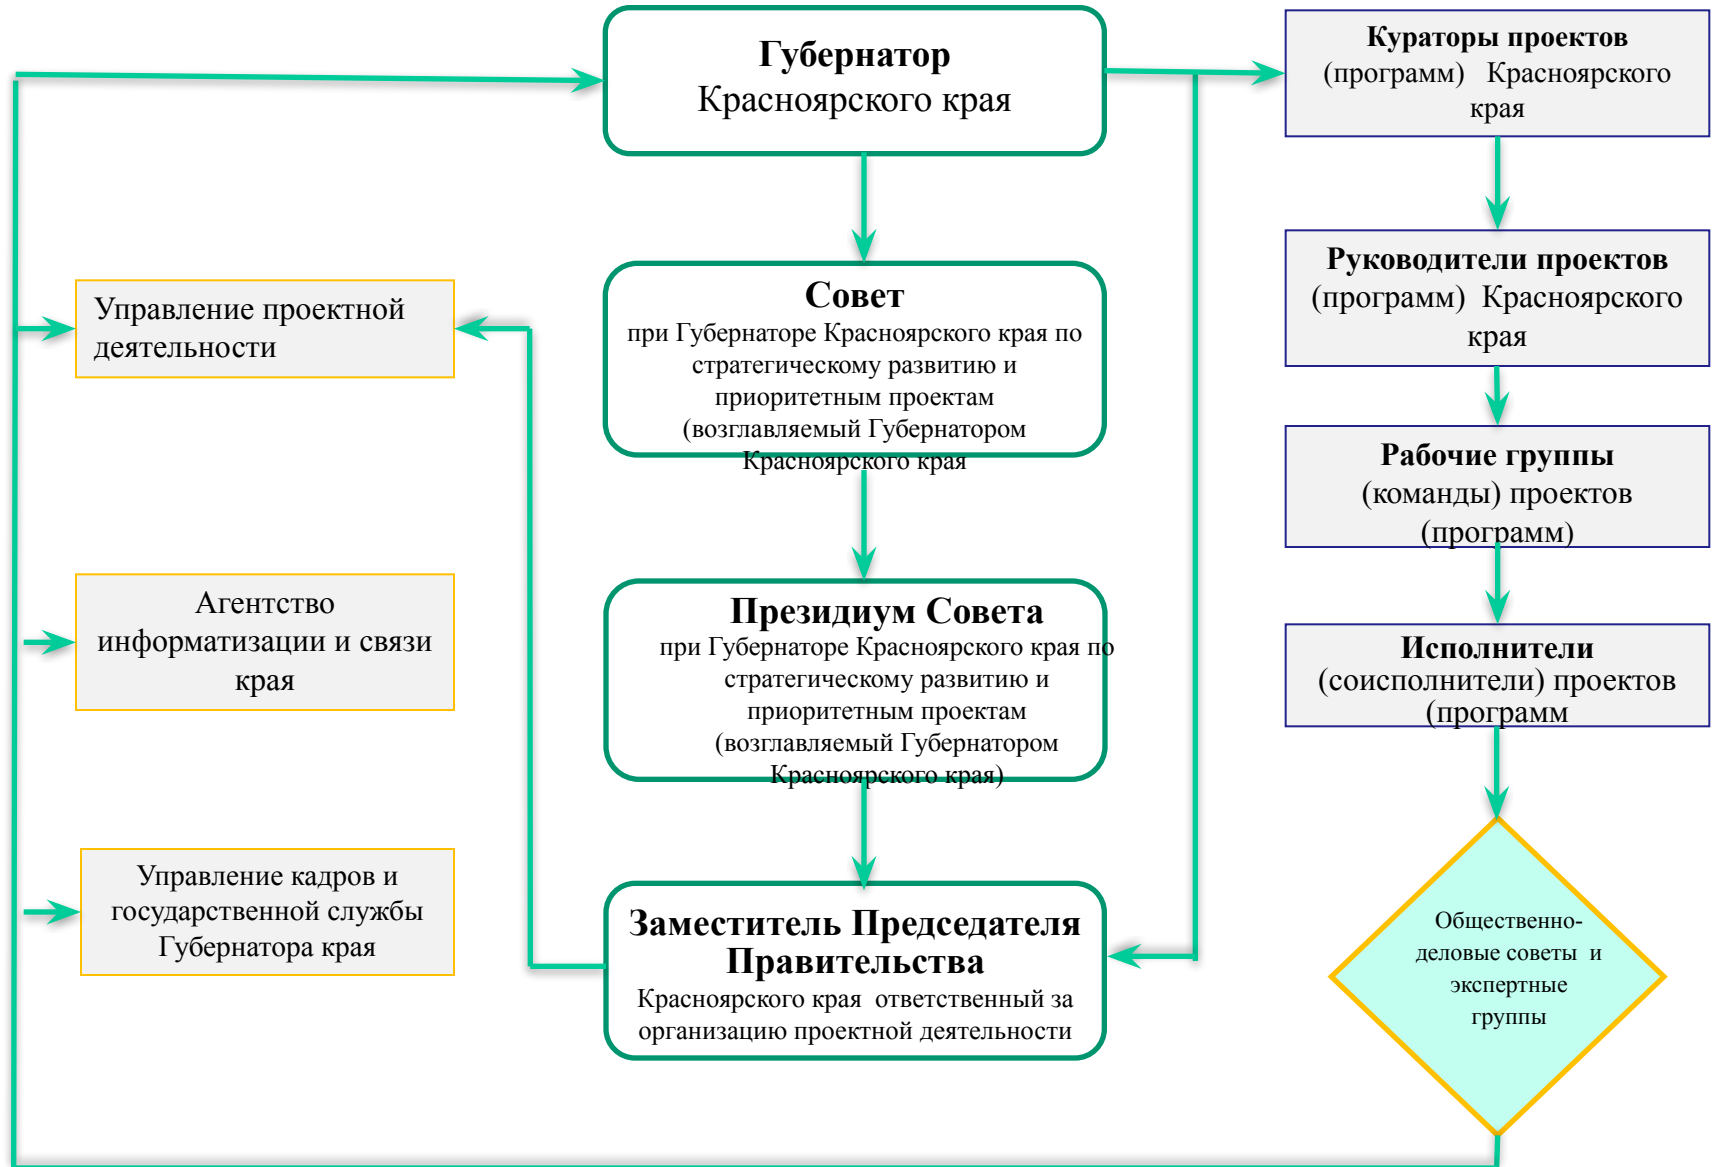 Губернатор
Красноярского края
Кураторы проектов
(программ) Красноярского
края
Руководители проектов
(программ) Красноярского
края
Управление проектной
деятельности
Совет
при Губернаторе Красноярского края по
стратегическому развитию и
приоритетным проектам
(возглавляемый Губернатором
Красноярского края
Рабочие группы
(команды) проектов
(программ)
Агентство
информатизации и связи
края
Президиум Совета
при Губернаторе Красноярского края по
стратегическому развитию и
приоритетным проектам
(возглавляемый Губернатором
Красноярского края)
Исполнители
(соисполнители) проектов
(программ
Управление кадров и
государственной службы
Губернатора края
Заместитель Председателя
Правительства
Красноярского края ответственный за
организацию проектной деятельности
Общественно-
деловые советы и
экспертные
группы